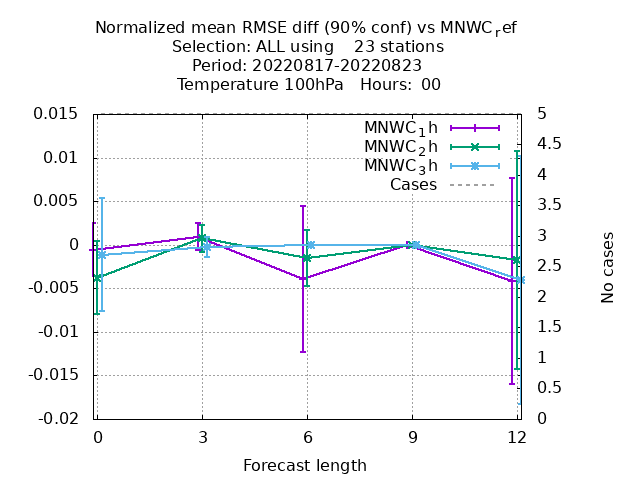 Normalized mean RMSE diff (90% conf) vs MNWCref
Selection: ALL using 23 stations
Period: 20220817-20220823
Temperature 100hPa Hours: 00
MNWC1h
MNWC2h
MNWC3h
Cases
0.015
0.01
0.005
0
-0.005
-0.01
-0.015
-0.02
5
4.5
4
3.5
3
2.5
2
1.5
1
0.5
0
No cases
0 3 6 9 12
Forecast length